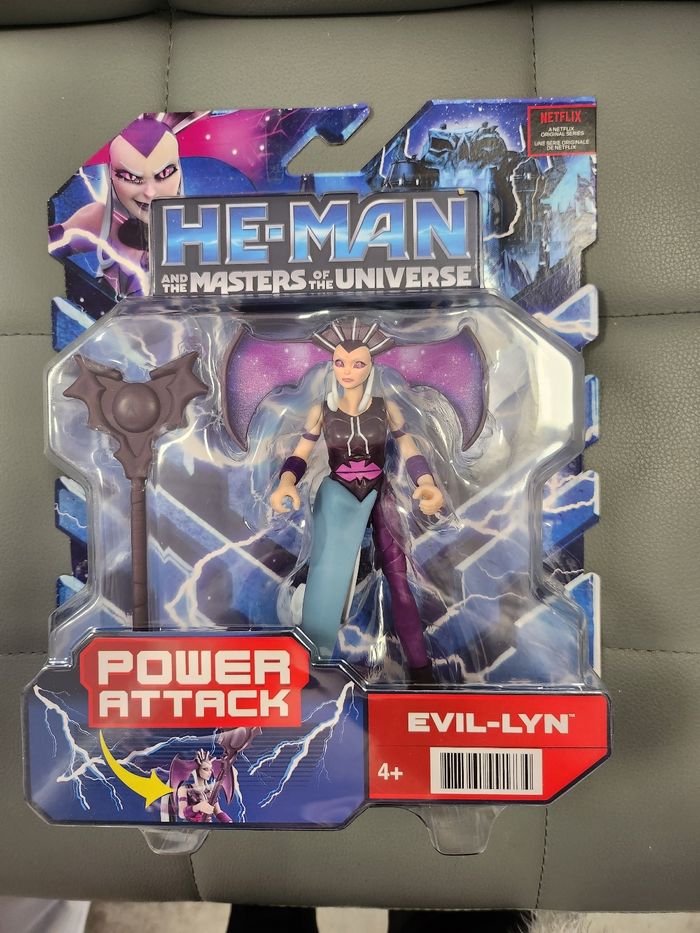 NETFLIX
A NETFLIX
ORIGINAL SERIES
UNE SÉRIE ORIGINALE
DE NETFLIX
HE-MAN
AND THE MASTERS OF THE UNIVERSE
POWER
ATTACK
EVIL-LYN™
4+